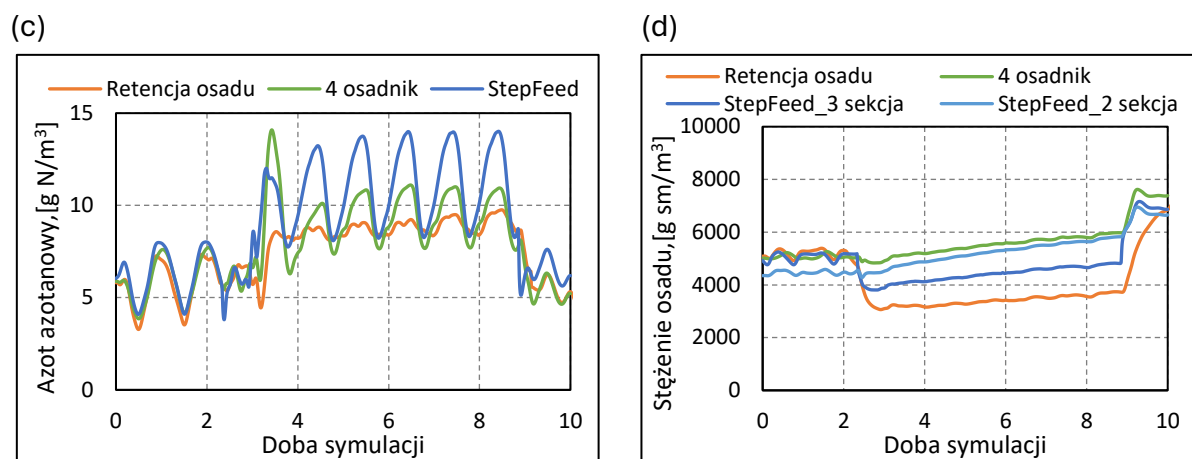 (c)
Retencja osadu 4 osadnik StepFeed
Azot azotanowy,[g N/m³]
15
10
5
0
0 2 4 6 8 10
Doba symulacji
(d)
Retencja osadu 4 osadnik
StepFeed_3 sekcja StepFeed_2 sekcja
Stężenie osadu,[g sm/m³]
10000
8000
6000
4000
2000
0
0 2 4 6 8 10
Doba symulacji